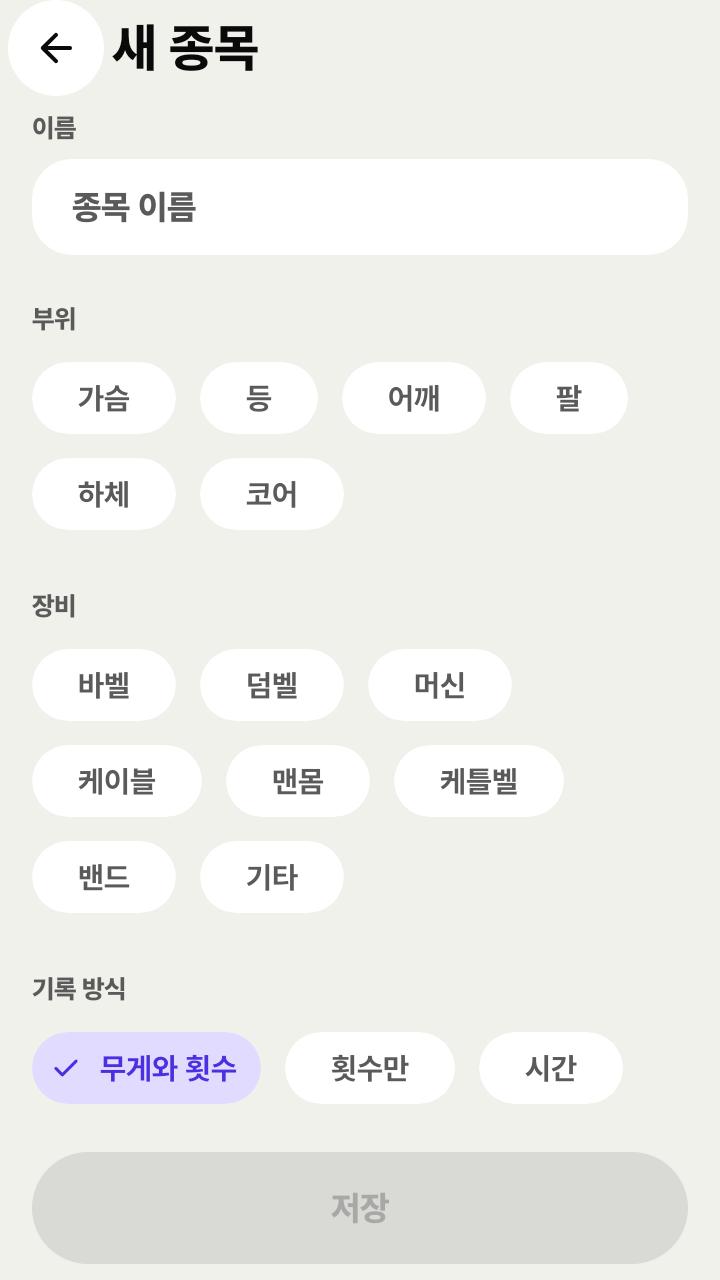 새 종목
이름
종목 이름
부위
가슴 등 어깨 팔
하체 코어
장비
바벨 덤벨 머신
케이블 맨몸 케틀벨
밴드 기타
기록 방식
무게와 횟수 횟수만 시간
저장